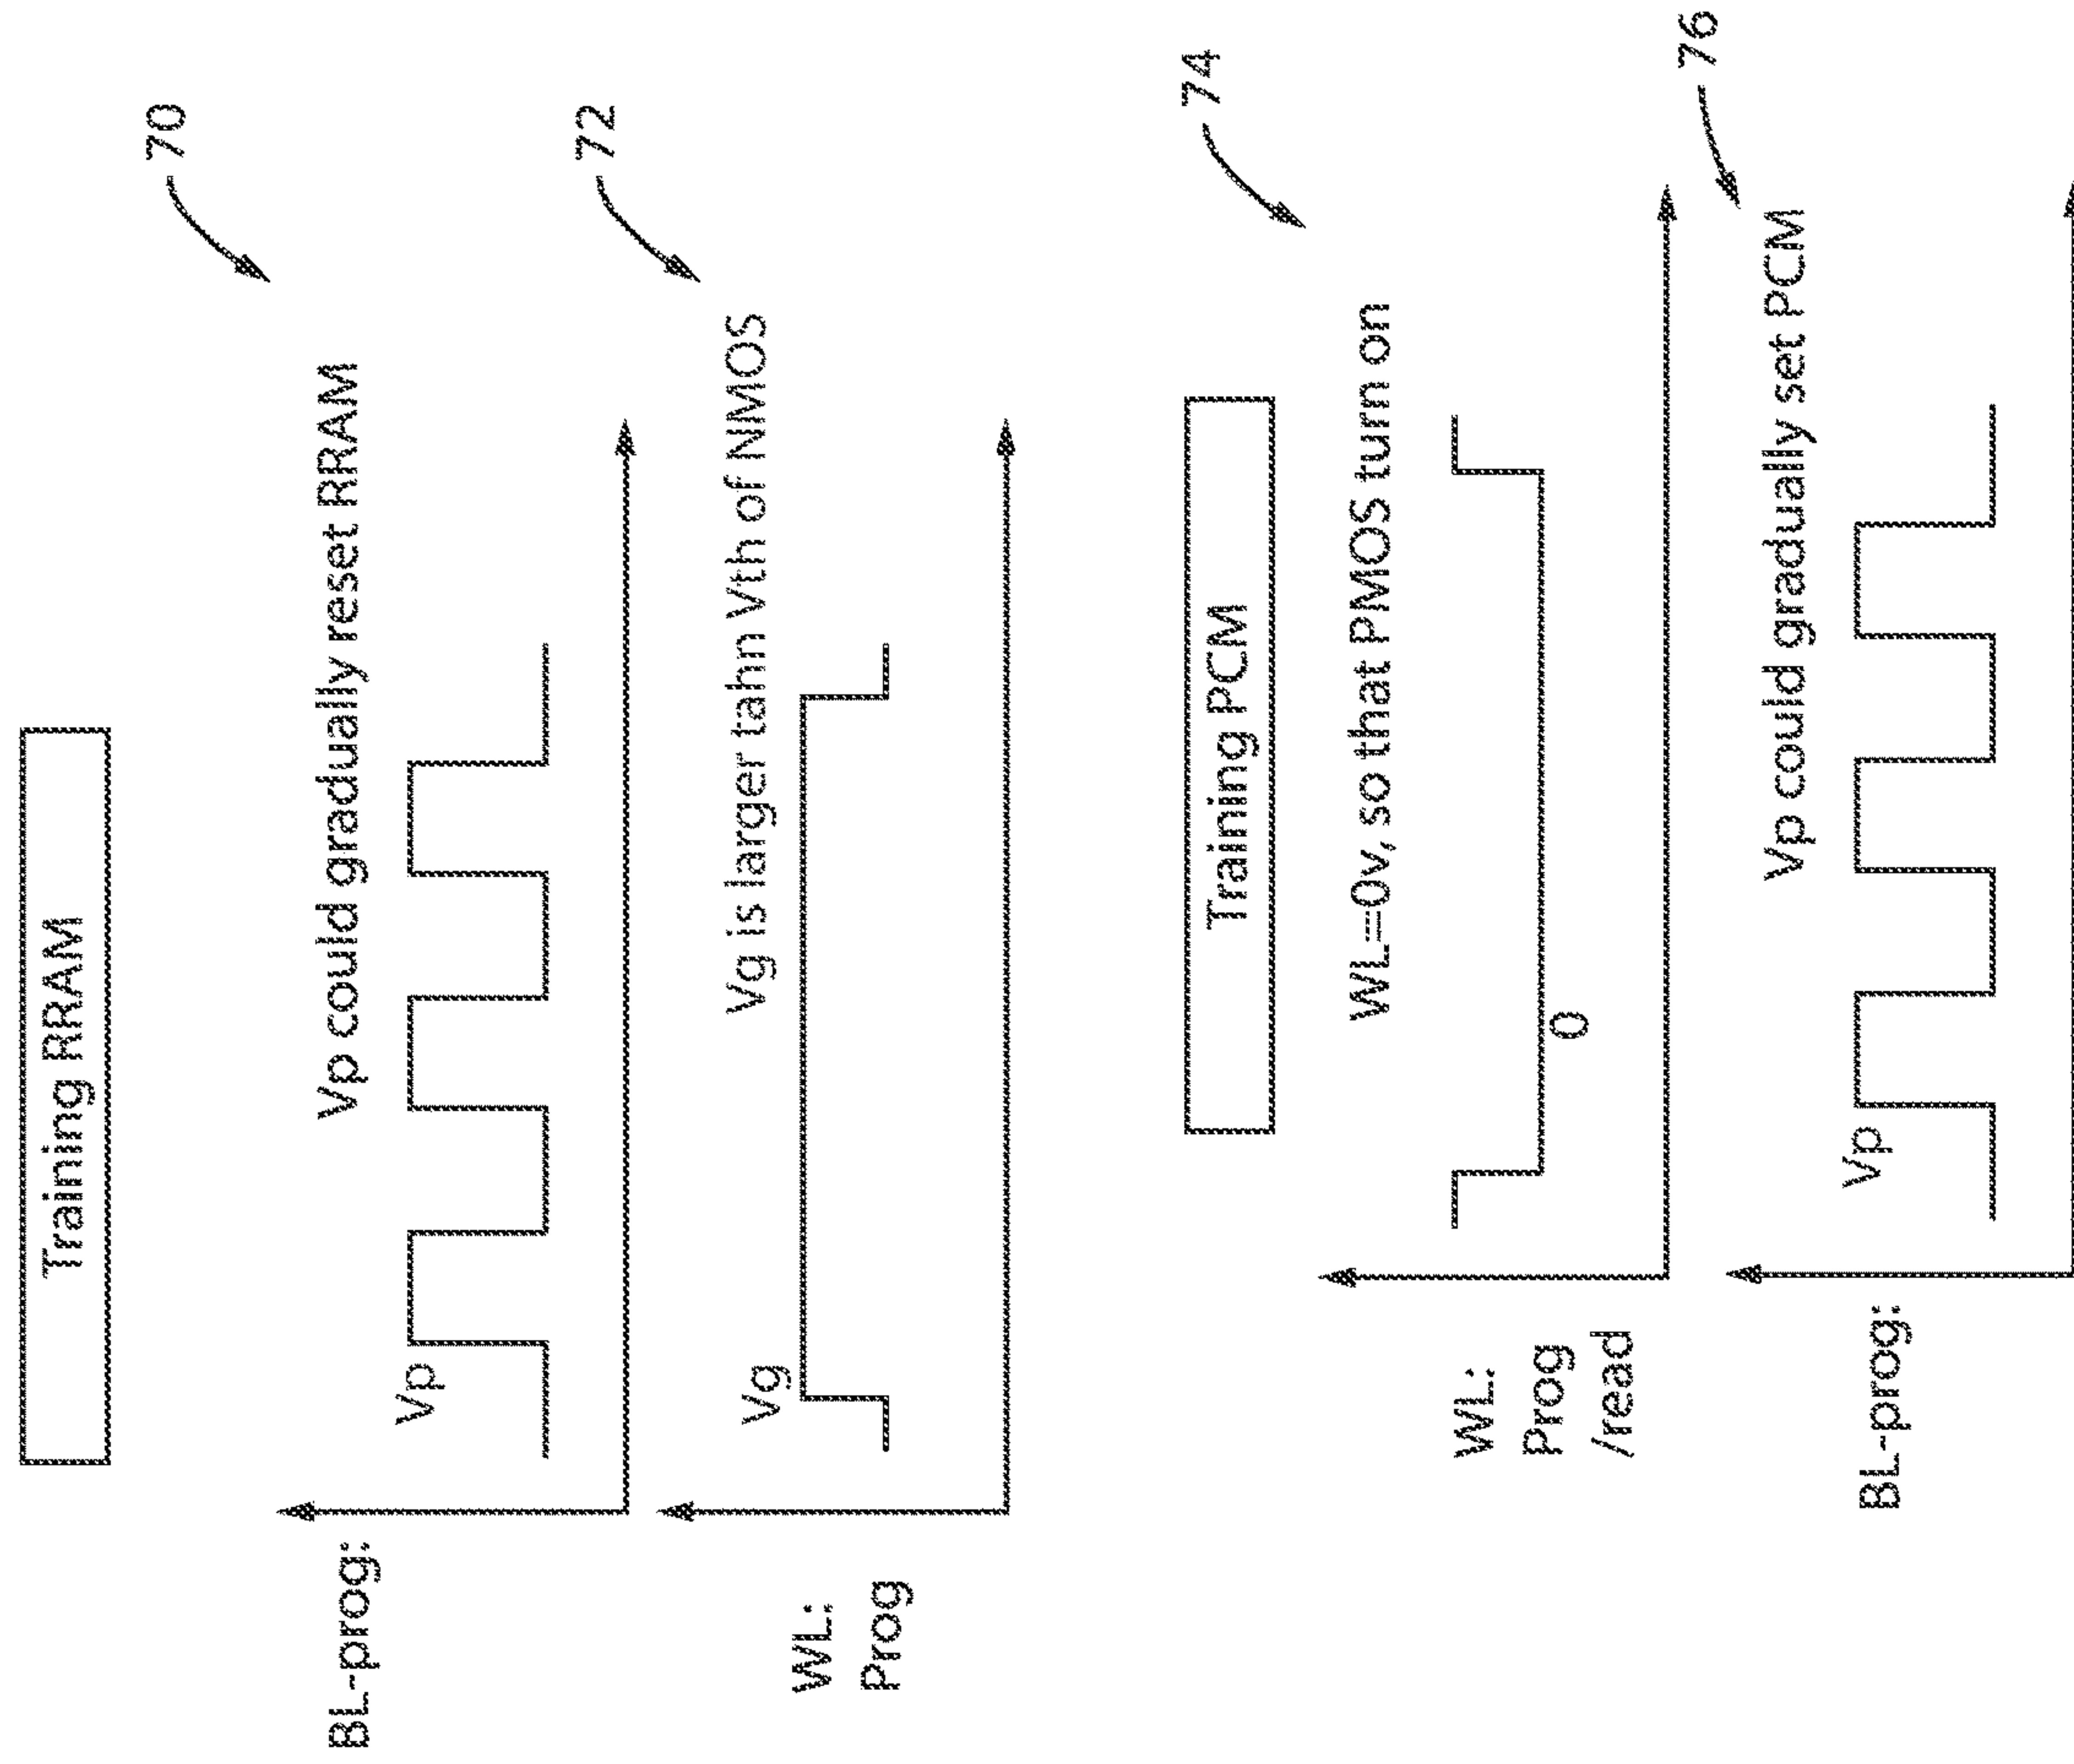 Training RRAM
70
Vp could gradually reset RRAM
BL-prog:
Vp
72
Vg is larger tahn Vth of NMOS
WL:
Prog
Vg
Training PCM
74
WL=0v, so that PMOS turn on
WL:
Prog
/read
0
76
Vp could gradually set PCM
BL-prog:
Vp